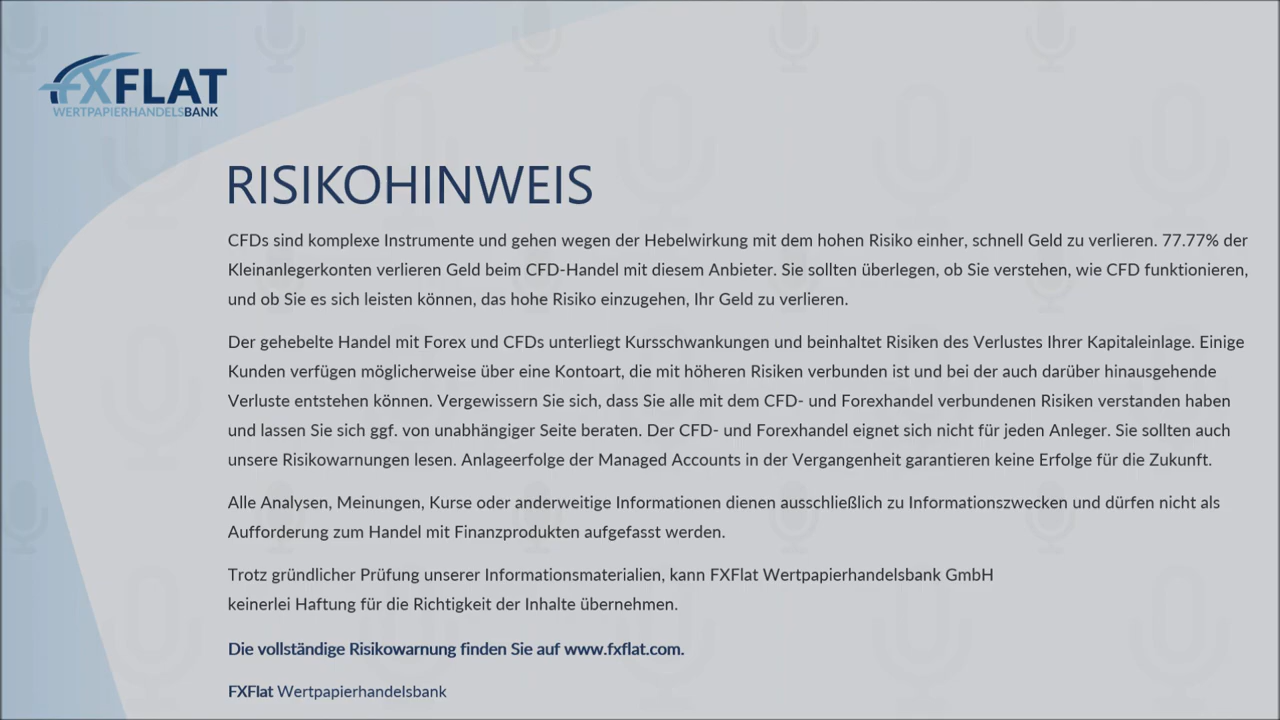 FXFLAT
WERTPAPIERHANDELSBANK
RISIKOHINWEIS
CFDs sind komplexe Instrumente und gehen wegen der Hebelwirkung mit dem hohen Risiko einher, schnell Geld zu verlieren. 77.77% der
Kleinanlegerkonten verlieren Geld beim CFD-Handel mit diesem Anbieter. Sie sollten überlegen, ob Sie verstehen, wie CFD funktionieren,
und ob Sie es sich leisten können, das hohe Risiko einzugehen, Ihr Geld zu verlieren.
Der gehebelte Handel mit Forex und CFDs unterliegt Kursschwankungen und beinhaltet Risiken des Verlustes Ihrer Kapitaleinlage. Einige
Kunden verfügen möglicherweise über eine Kontoart, die mit höheren Risiken verbunden ist und bei der auch darüber hinausgehende
Verluste entstehen können. Vergewissern Sie sich, dass Sie alle mit dem CFD- und Forexhandel verbundenen Risiken verstanden haben
und lassen Sie sich ggf. von unabhängiger Seite beraten. Der CFD- und Forexhandel eignet sich nicht für jeden Anleger. Sie sollten auch
unsere Risikowarnungen lesen. Anlageerfolge der Managed Accounts in der Vergangenheit garantieren keine Erfolge für die Zukunft.
Alle Analysen, Meinungen, Kurse oder anderweitige Informationen dienen ausschließlich zu Informationszwecken und dürfen nicht als
Aufforderung zum Handel mit Finanzprodukten aufgefasst werden.
Trotz gründlicher Prüfung unserer Informationsmaterialien, kann FXFlat Wertpapierhandelsbank GmbH
keinerlei Haftung für die Richtigkeit der Inhalte übernehmen.
Die vollständige Risikowarnung finden Sie auf www.fxflat.com.
FXFlat Wertpapierhandelsbank